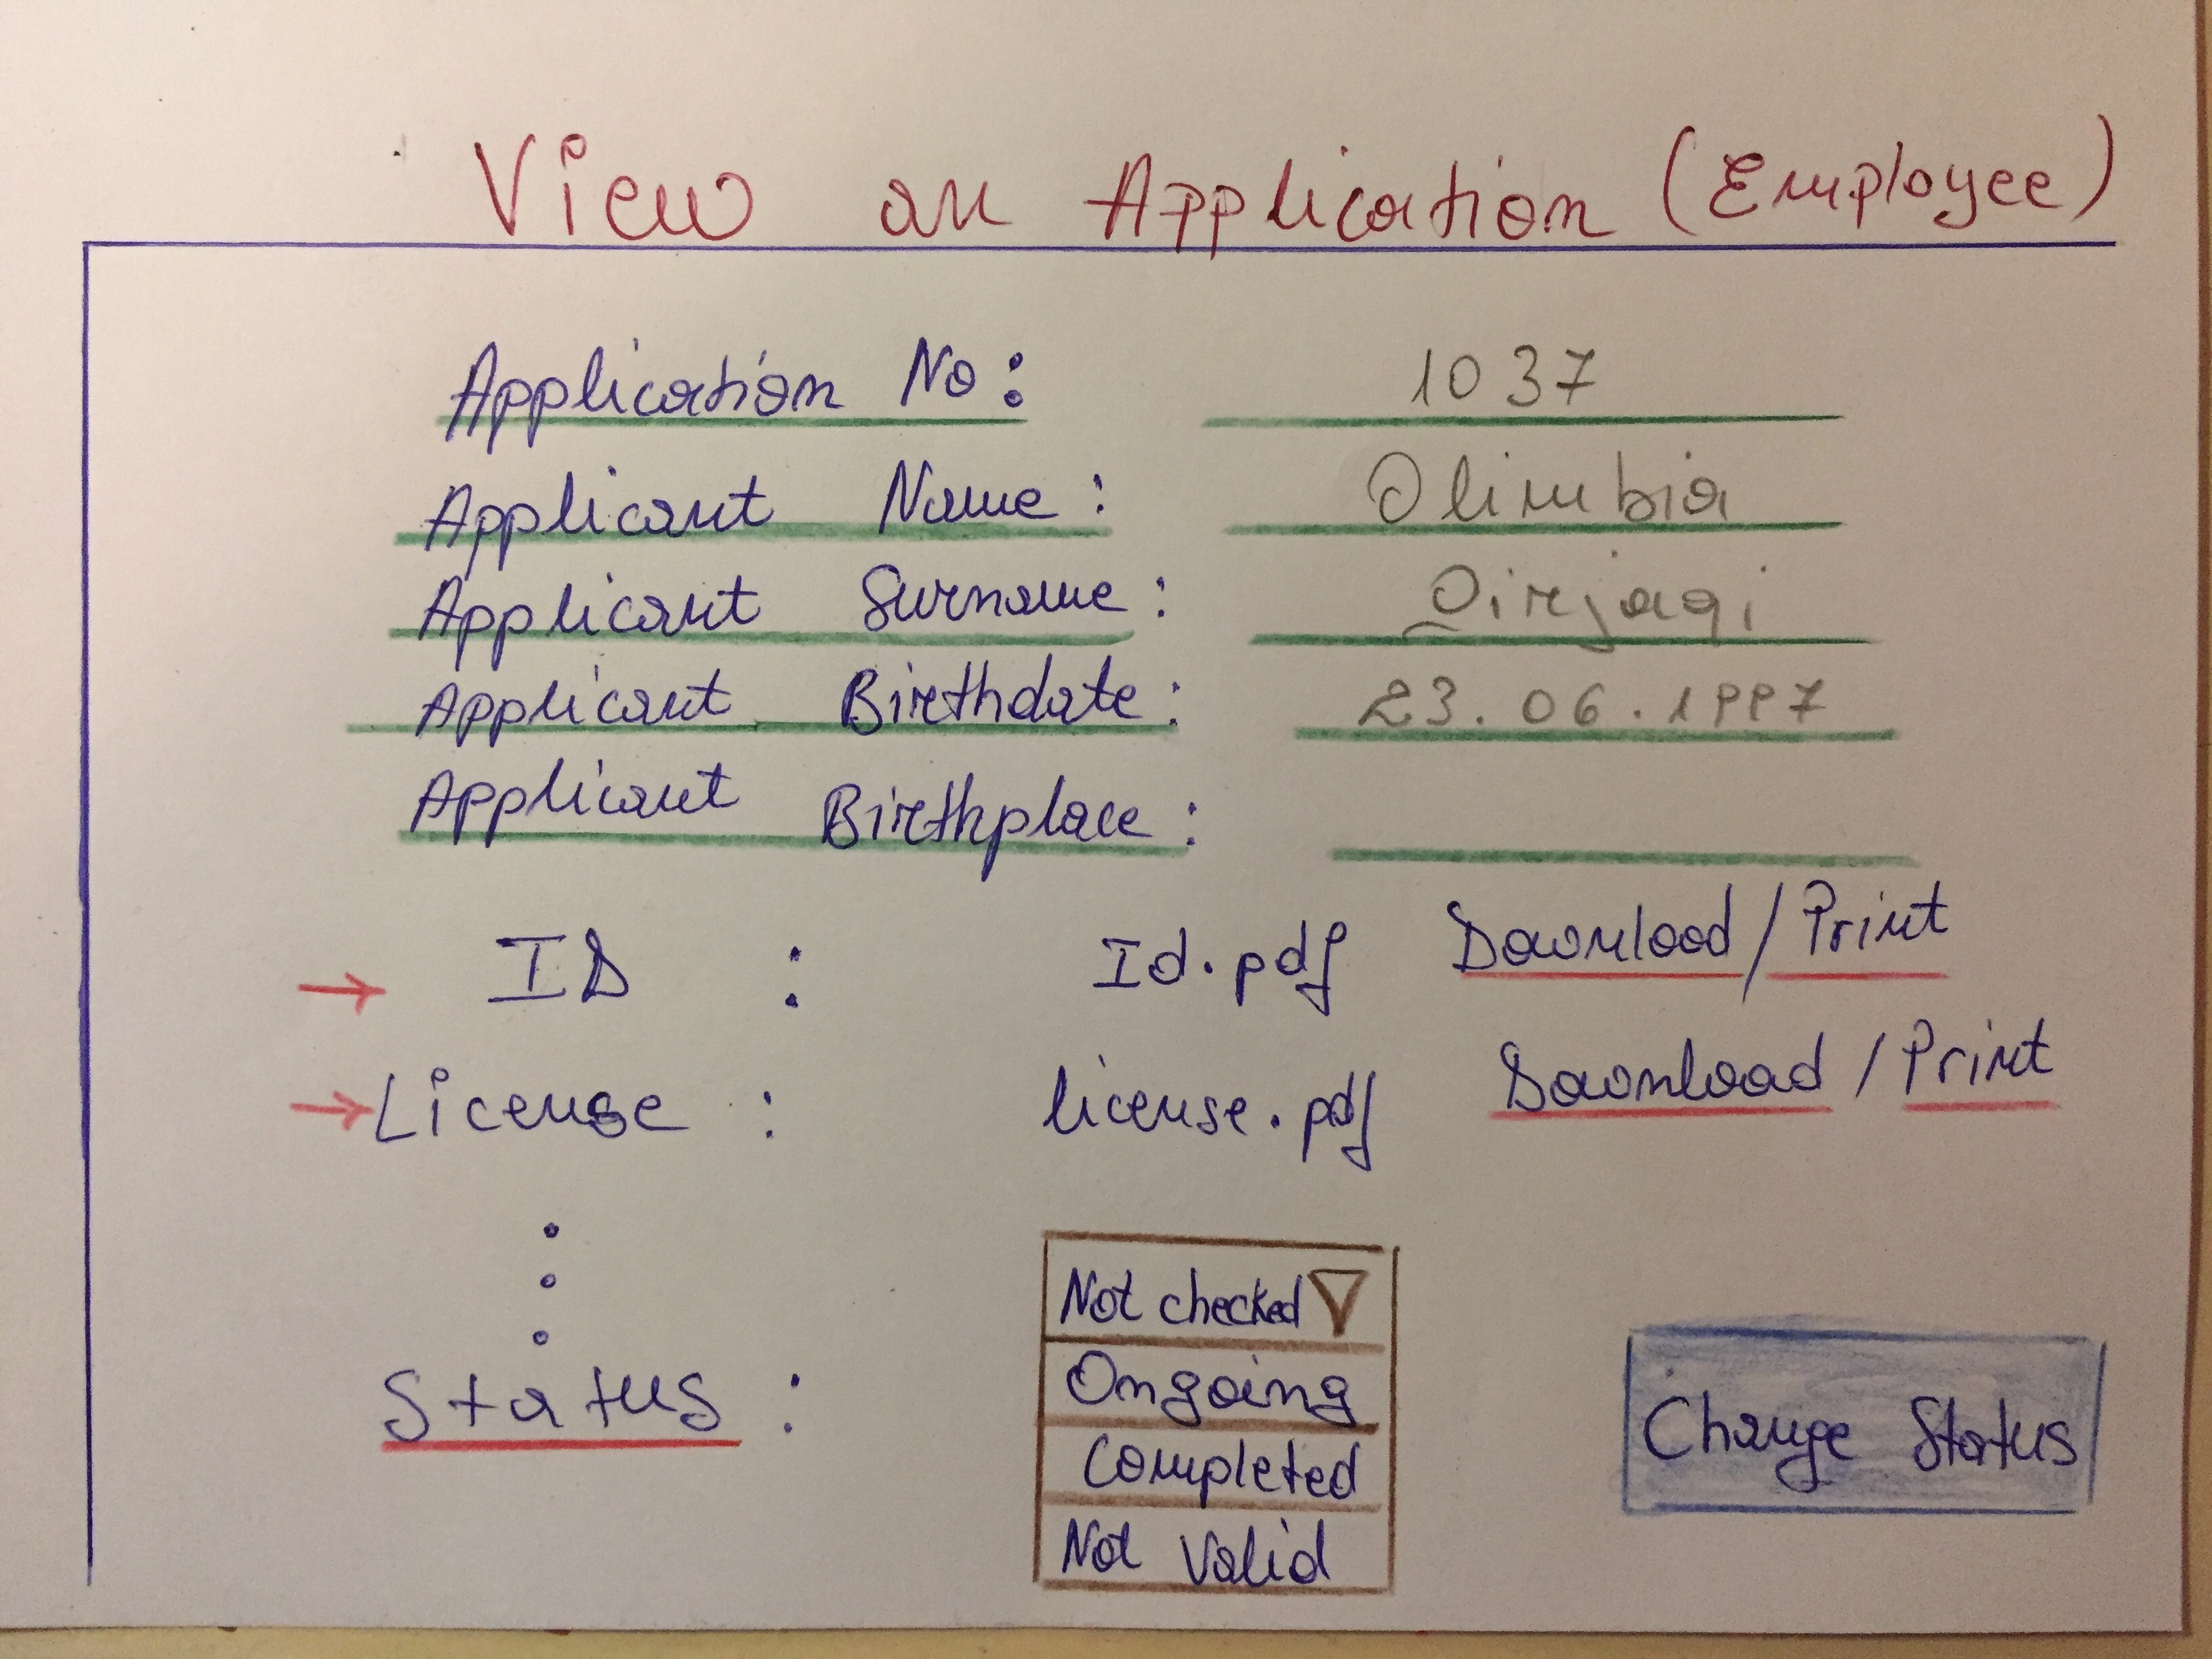 View an Application (Employee)
Application No: 1037
Applicant Name: Olimbia
Applicant Surname:
Applicant Birthdate: 23.06.1997
Applicant Birthplace:
ID : Id.pdf Download/Print
License : license.pdf Download/Print
Not checked
Ongoing
Status : Change Status
Completed
Not Valid